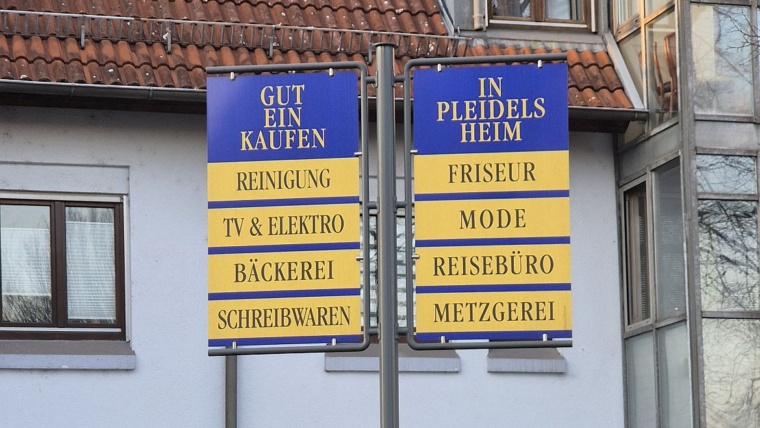 GUT
EIN
KAUFEN
REINIGUNG
TV & ELEKTRO
BÄCKEREI
SCHREIBWAREN
IN
PLEIDELS
HEIM
FRISEUR
MODE
REISEBÜRO
METZGEREI